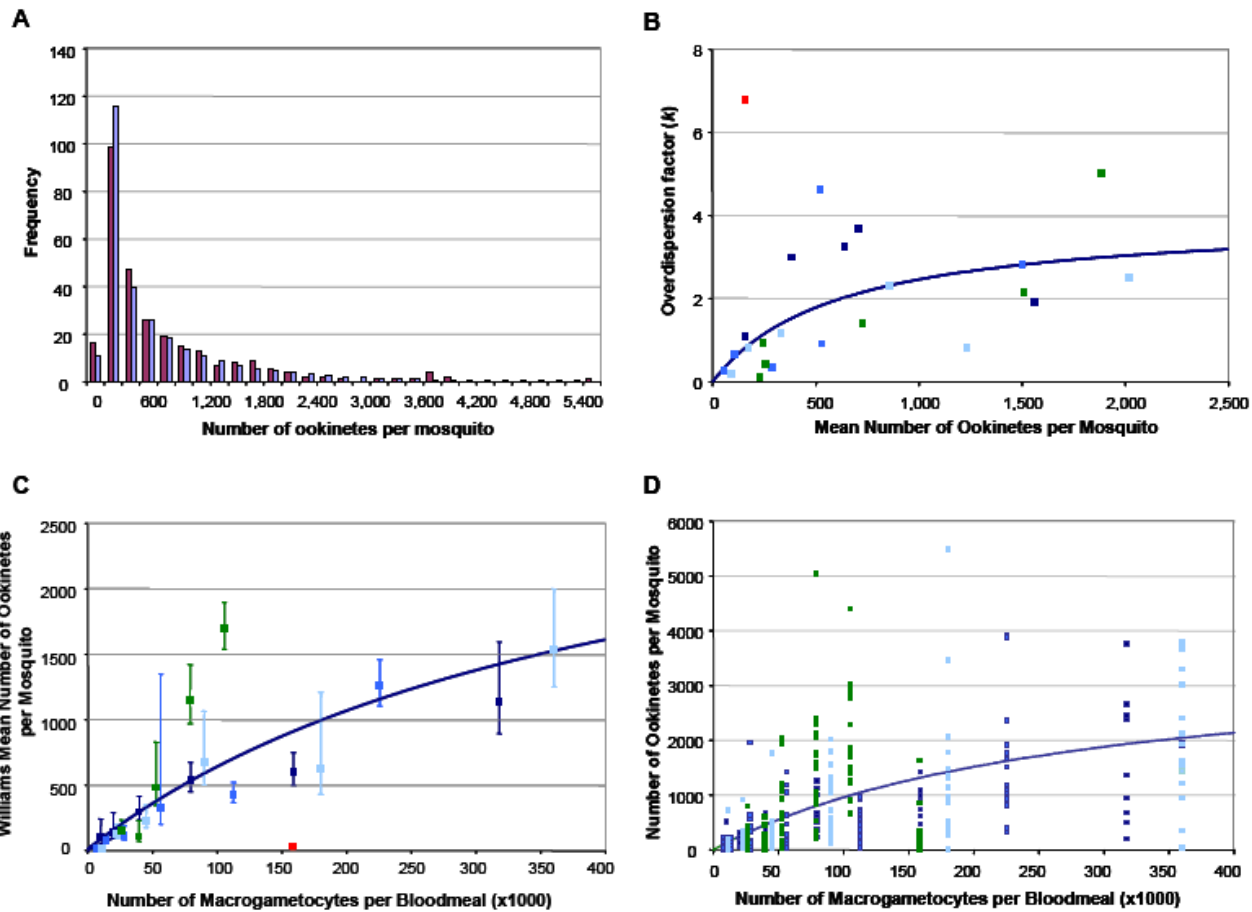 A
140
120
100
80
60
40
20
0
Frequency
0 600 1,200 1,800 2,400 3,000 3,600 4,200 4,800 5,400
Number of ookinetes per mosquito
B
8
6
4
2
0
Overdispersion factor (k)
0 500 1,000 1,500 2,000 2,500
Mean Number of Ookinetes per Mosquito
C
2500
2000
1500
1000
500
0
Williams Mean Number of Ookinetes
per Mosquito
0 50 100 150 200 250 300 350 400
Number of Macrogametocytes per Bloodmeal (x1000)
D
6000
5000
4000
3000
2000
1000
0
Number of Ookinetes per Mosquito
0 50 100 150 200 250 300 350 400
Number of Macrogametocytes per Bloodmeal (x1000)